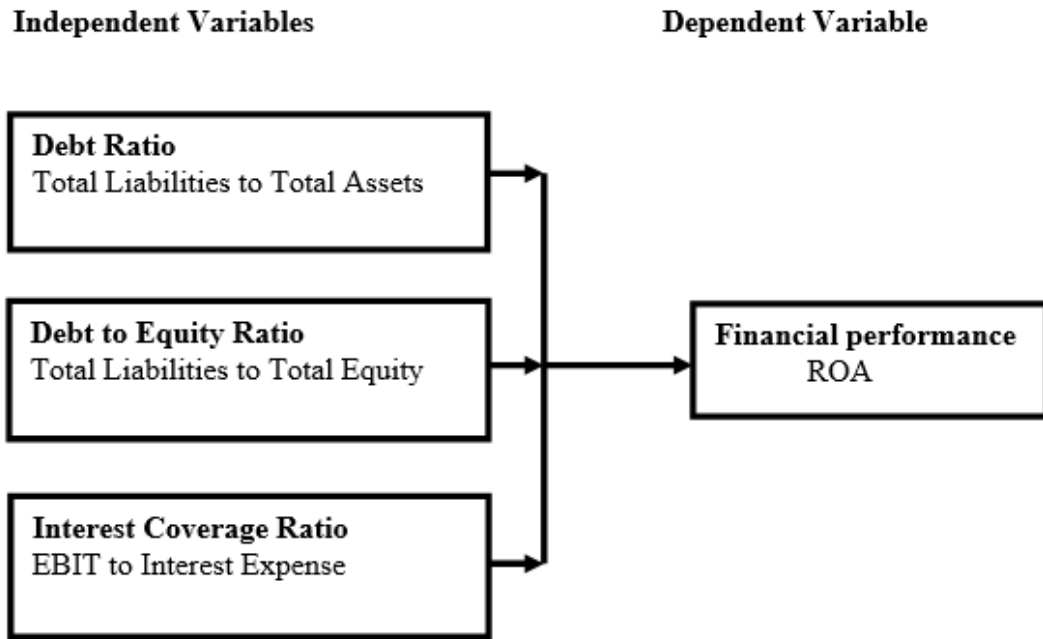 Independent Variables
Dependent Variable
Debt Ratio
Total Liabilities to Total Assets
Debt to Equity Ratio
Total Liabilities to Total Equity
Financial performance
ROA
Interest Coverage Ratio
EBIT to Interest Expense